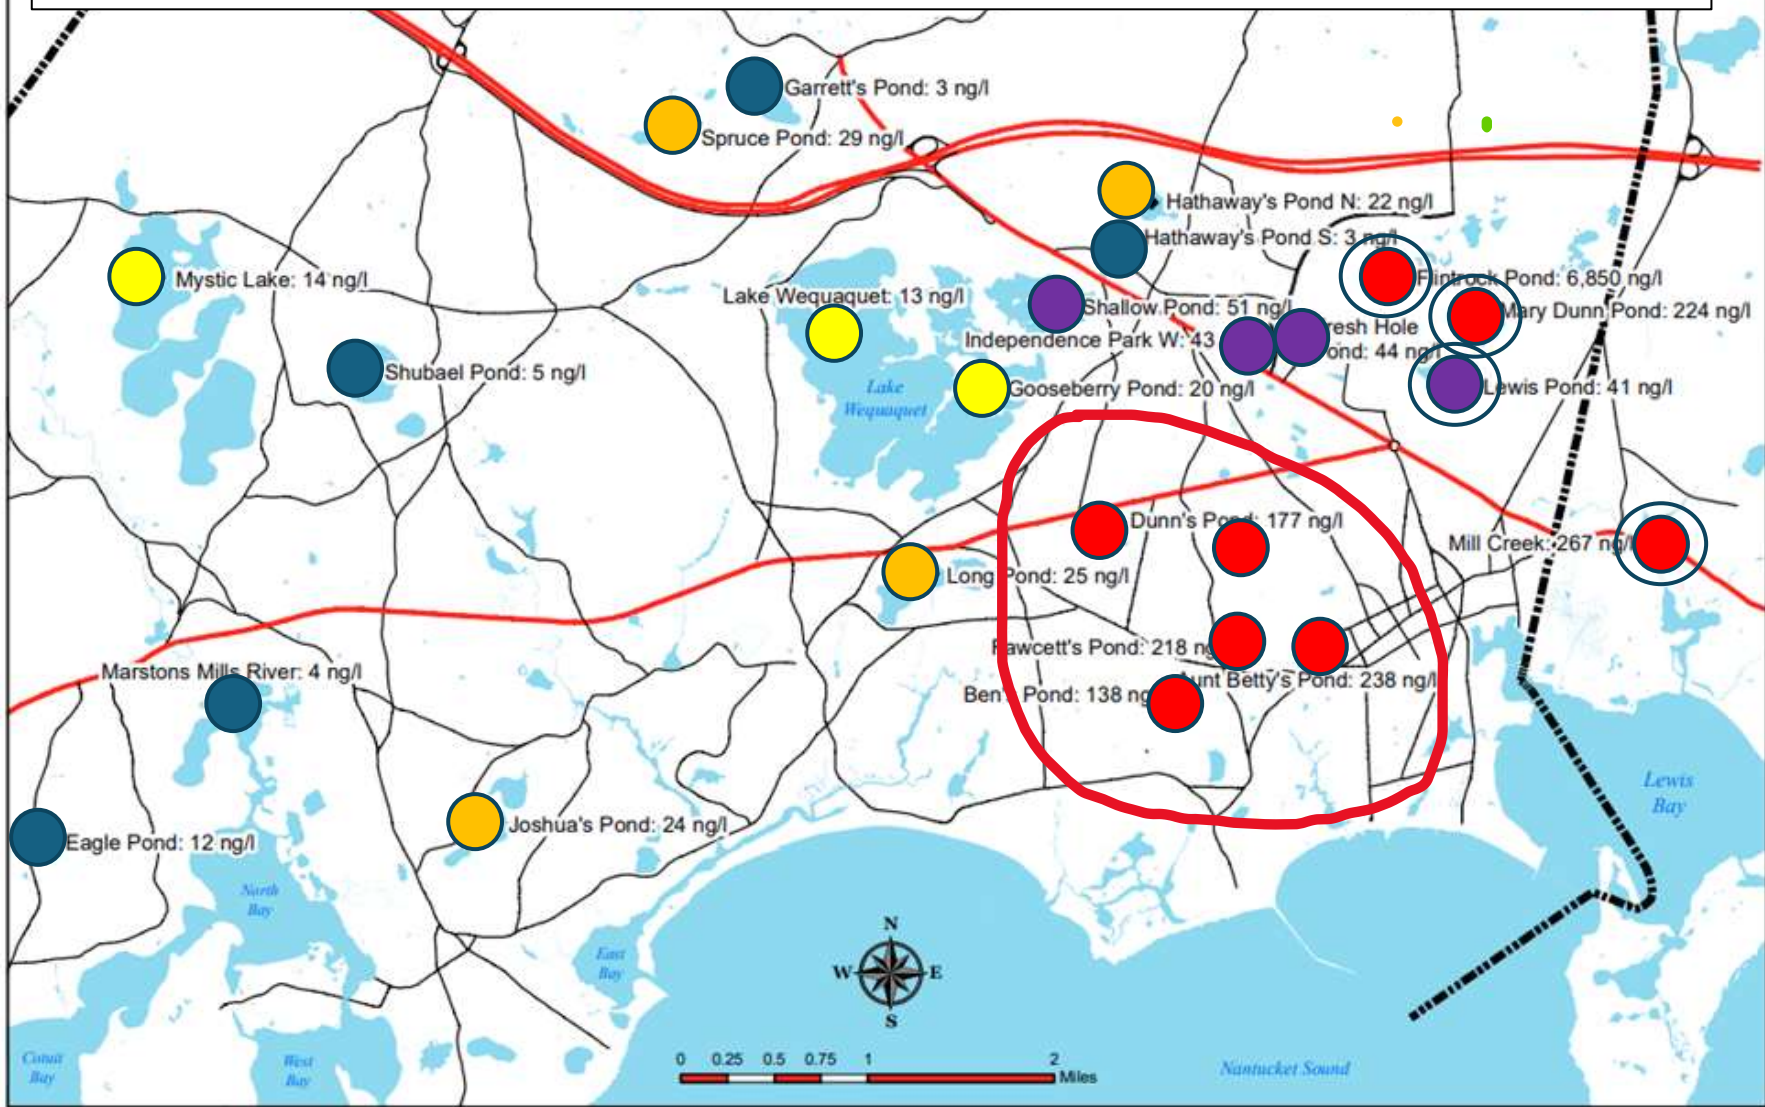 Garrett's Pond: 3 ng/l
Spruce Pond: 29 ng/l
Hathaway's Pond N: 22 ng/l
Hathaway's Pond S: 3 ng/l
Mystic Lake: 14 ng/l
Flintrock Pond: 6,850 ng/l
Lake Wequaquet: 13 ng/l
Shallow Pond: 51 ng/l
Mary Dunn Pond: 224 ng/l
Independence Park W: 43
resh Hole
ond: 44 ng/l
Shubael Pond: 5 ng/l
Lake
Wequaquet
Gooseberry Pond: 20 ng/l
Lewis Pond: 41 ng/l
Dunn's Pond: 177 ng/l
Mill Creek: 267 ng/l
Long Pond: 25 ng/l
Fawcett's Pond: 218 ng
Marstons Mills River: 4 ng/l
Aunt Betty's Pond: 238 ng/l
Ben's Pond: 138 ng
Lewis
Bay
Joshua's Pond: 24 ng/l
Eagle Pond: 12 ng/l
North
Bay
East
Bay
N
W
E
S
Cotuit
Bay
West
Bay
0 0.25 0.5 0.75 1 2
Miles
Nantucket Sound